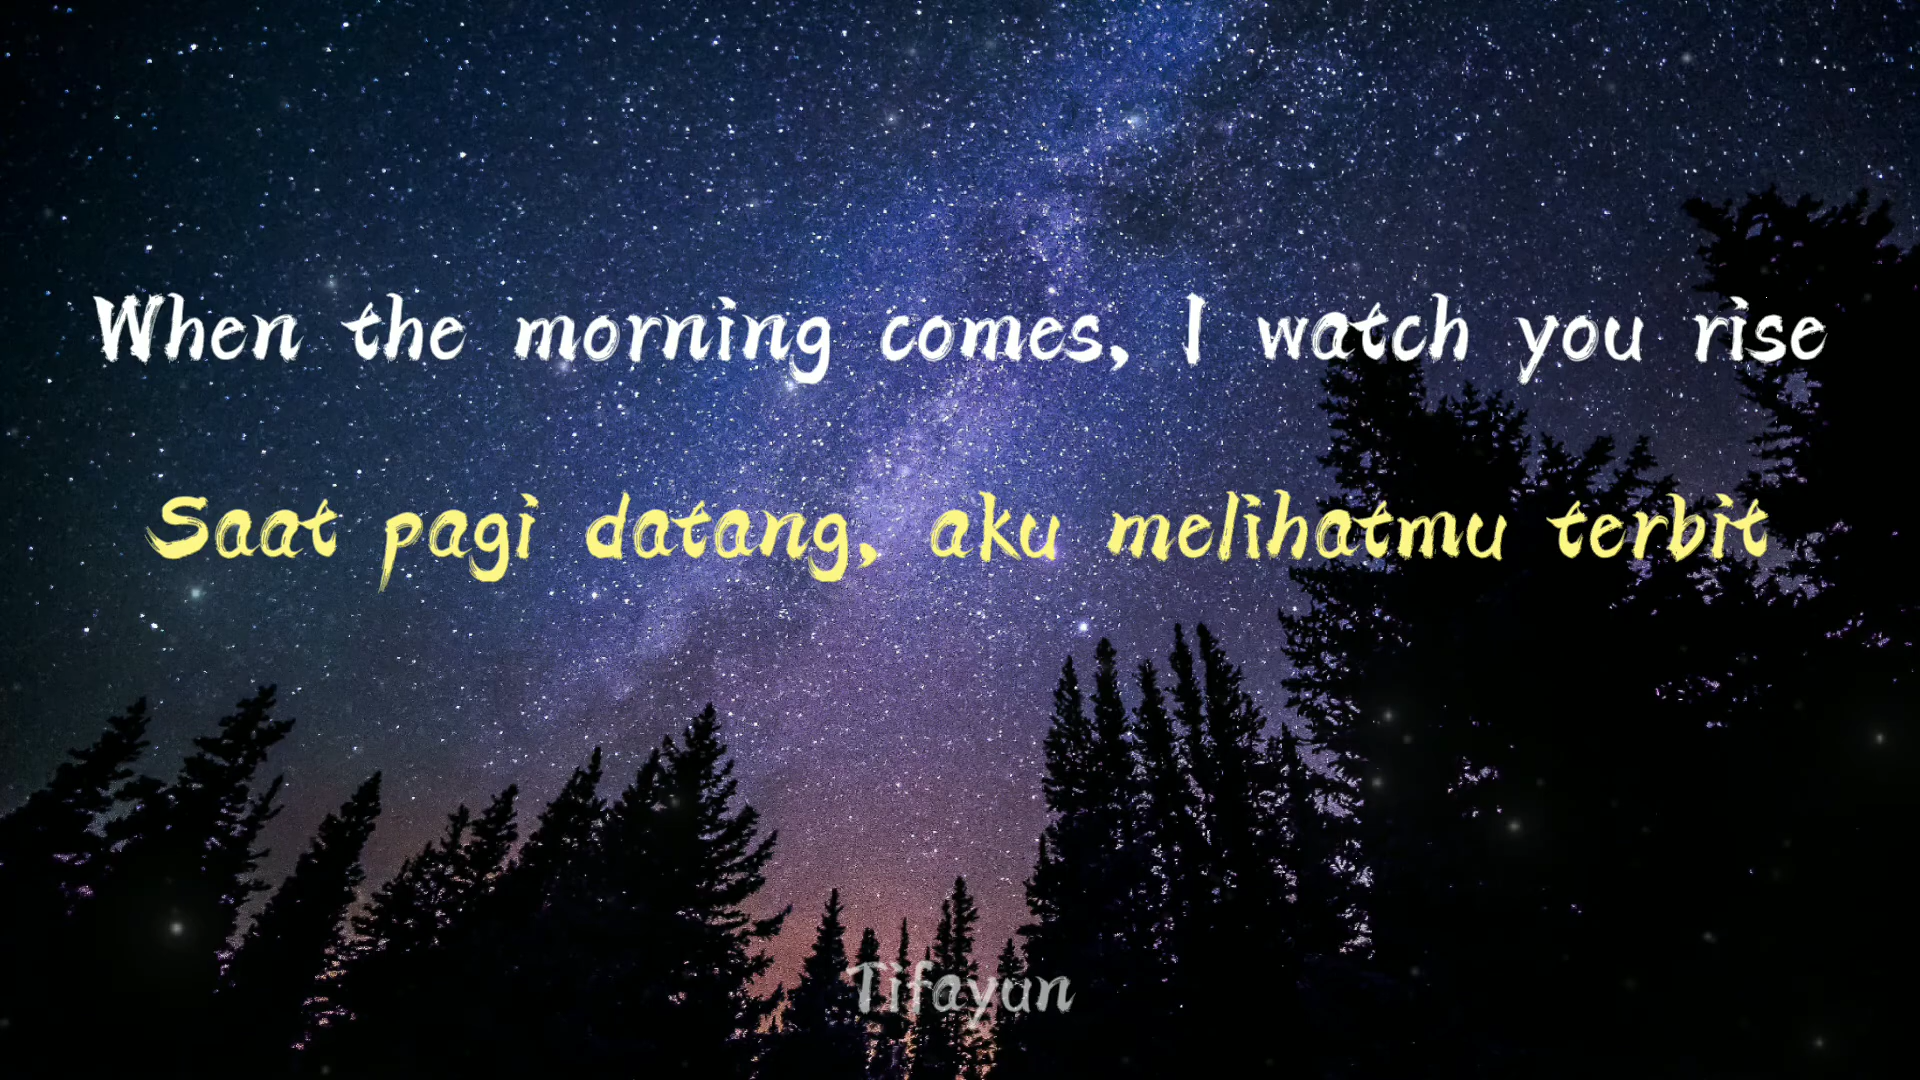 When the morning comes, I watch you rise
Saat pagi datang, aku melihatmu terbit
Tifayun